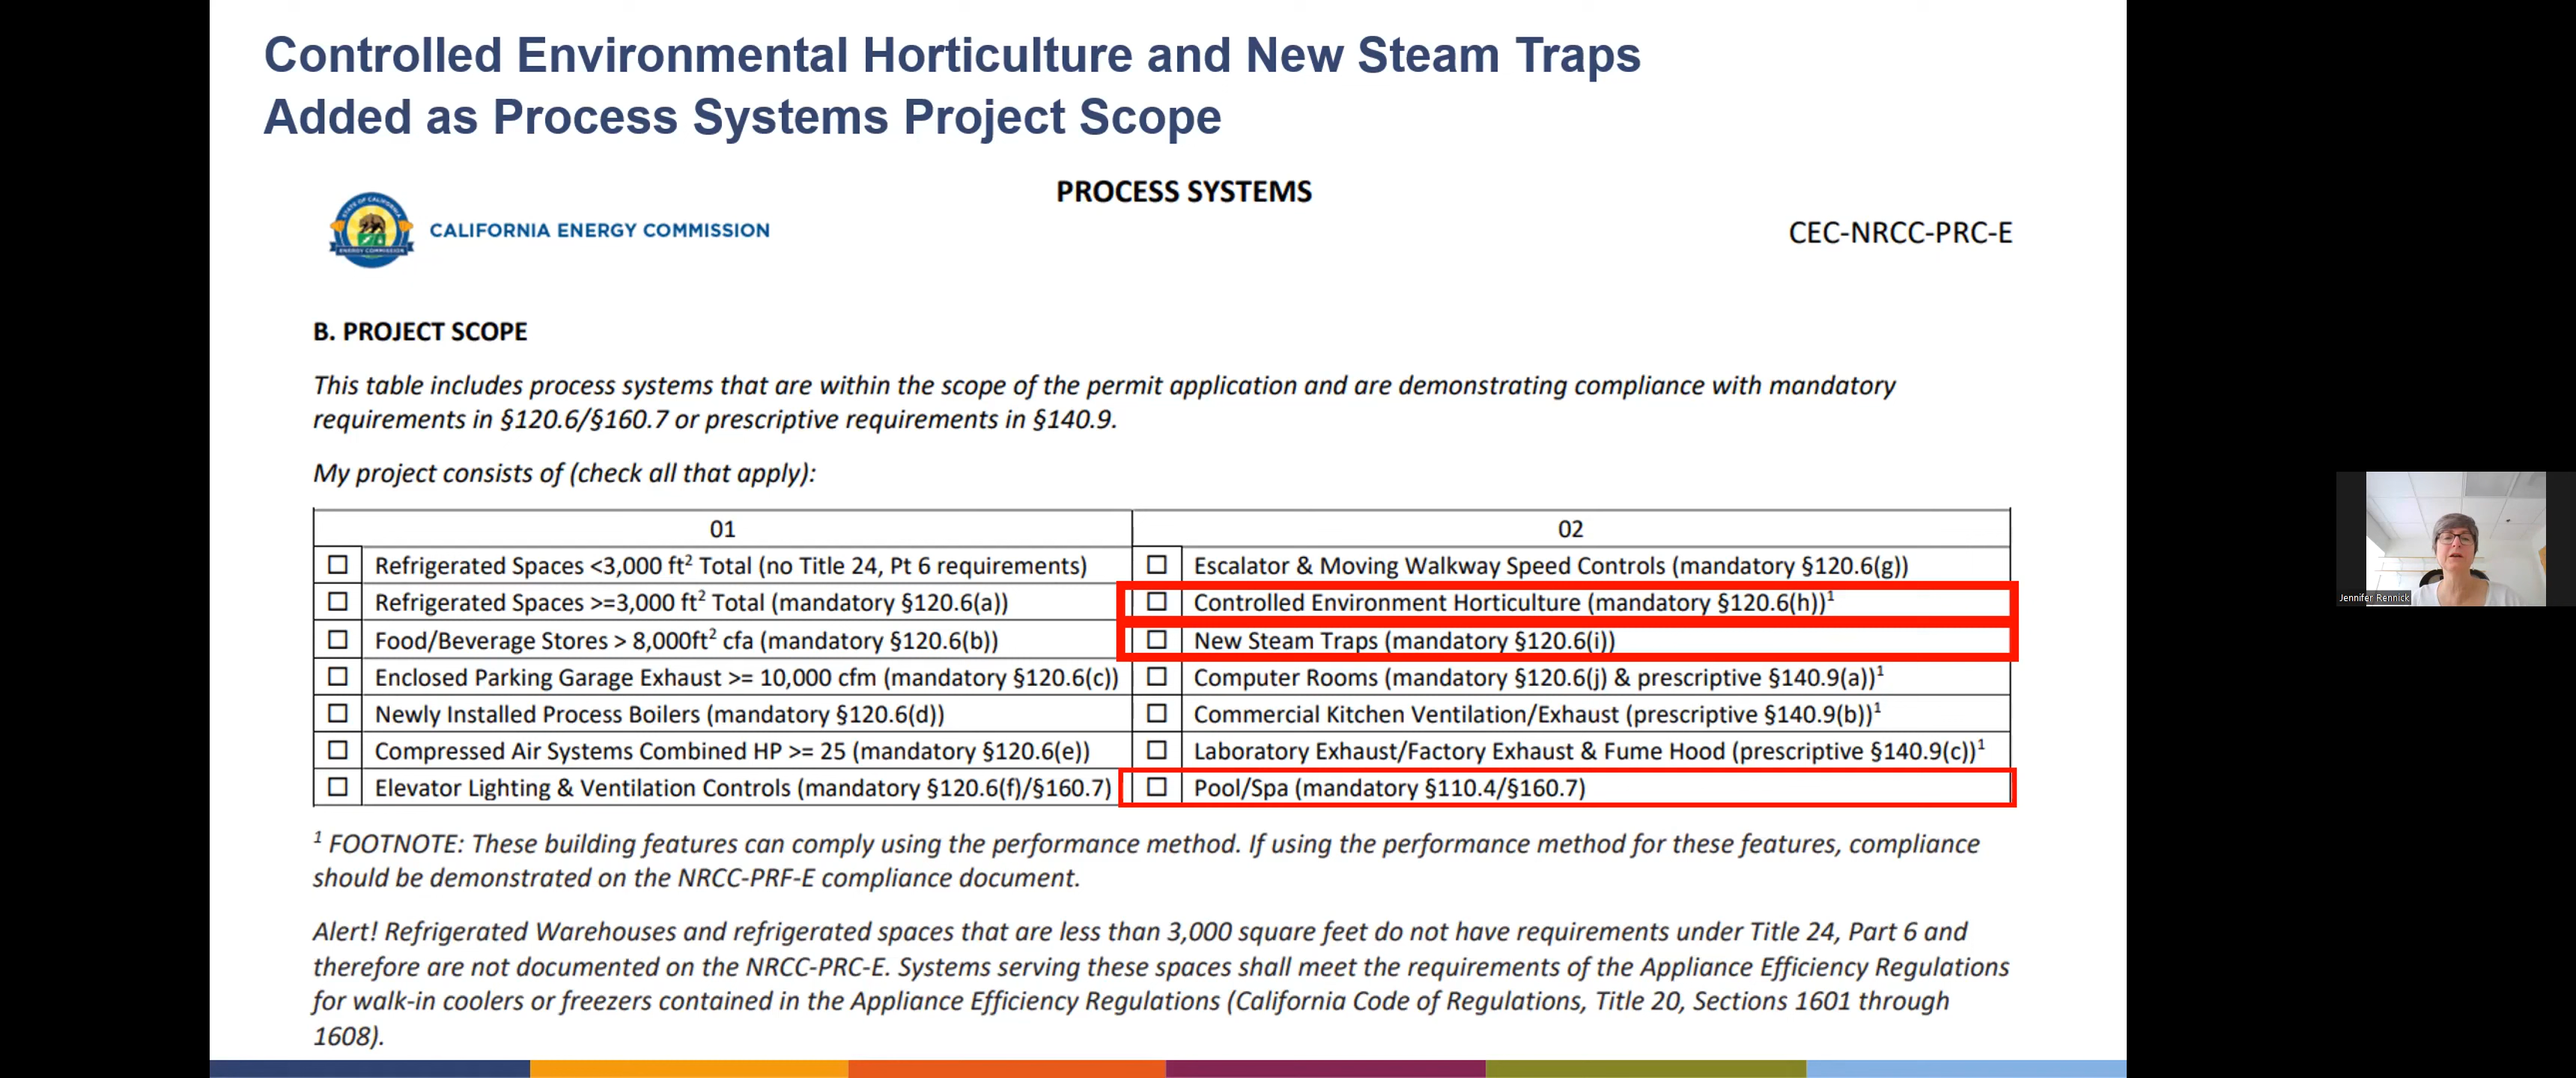 Controlled Environmental Horticulture and New Steam Traps
Added as Process Systems Project Scope
PROCESS SYSTEMS
CALIFORNIA ENERGY COMMISSION
CEC-NRCC-PRC-E
B. PROJECT SCOPE
This table includes process systems that are within the scope of the permit application and are demonstrating compliance with mandatory
requirements in §120.6/§160.7 or prescriptive requirements in §140.9.
My project consists of (check all that apply):
01
02
☐ Refrigerated Spaces <3,000 ft² Total (no Title 24, Pt 6 requirements)
☐ Escalator & Moving Walkway Speed Controls (mandatory §120.6(g))
☐ Refrigerated Spaces >=3,000 ft² Total (mandatory §120.6(a))
☐ Controlled Environment Horticulture (mandatory §120.6(h))¹
☐ Food/Beverage Stores > 8,000ft² cfa (mandatory §120.6(b))
☐ New Steam Traps (mandatory §120.6(i))
☐ Enclosed Parking Garage Exhaust >= 10,000 cfm (mandatory §120.6(c))
☐ Computer Rooms (mandatory §120.6(j) & prescriptive §140.9(a))¹
☐ Newly Installed Process Boilers (mandatory §120.6(d))
☐ Commercial Kitchen Ventilation/Exhaust (prescriptive §140.9(b))¹
☐ Compressed Air Systems Combined HP >= 25 (mandatory §120.6(e))
☐ Laboratory Exhaust/Factory Exhaust & Fume Hood (prescriptive §140.9(c))¹
☐ Elevator Lighting & Ventilation Controls (mandatory §120.6(f)/§160.7)
☐ Pool/Spa (mandatory §110.4/§160.7)
¹ FOOTNOTE: These building features can comply using the performance method. If using the performance method for these features, compliance
should be demonstrated on the NRCC-PRF-E compliance document.
Alert! Refrigerated Warehouses and refrigerated spaces that are less than 3,000 square feet do not have requirements under Title 24, Part 6 and
therefore are not documented on the NRCC-PRC-E. Systems serving these spaces shall meet the requirements of the Appliance Efficiency Regulations
for walk-in coolers or freezers contained in the Appliance Efficiency Regulations (California Code of Regulations, Title 20, Sections 1601 through
1608).
Jennifer Rennick